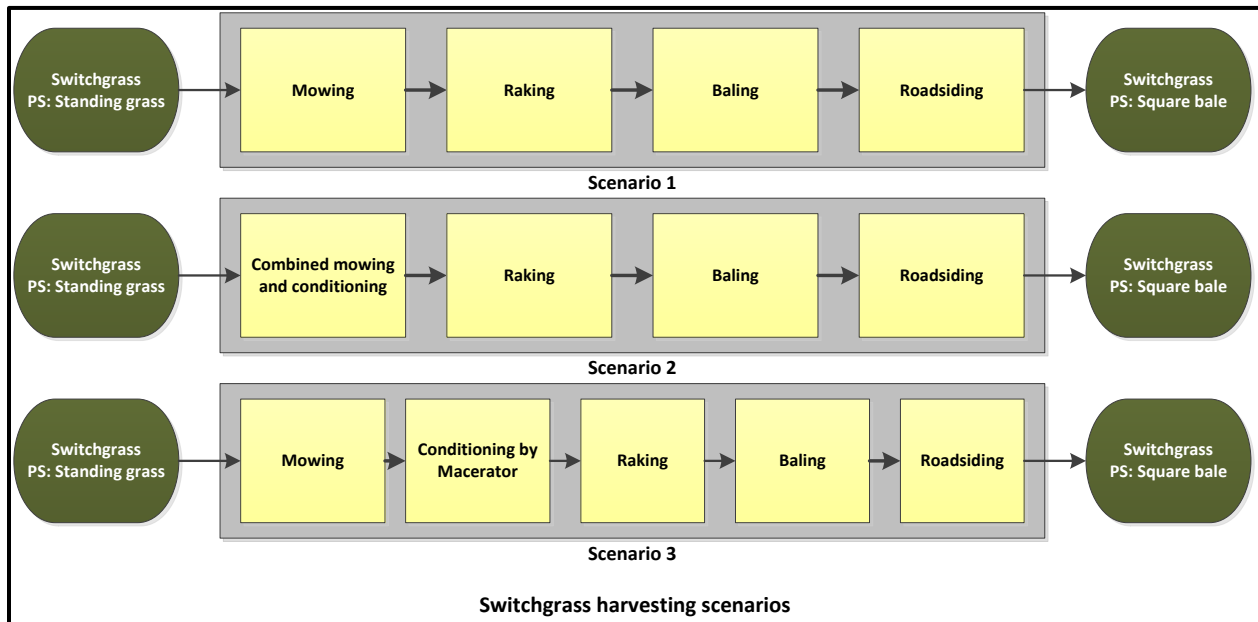 Switchgrass
PS: Standing grass
Mowing
Raking
Baling
Roadsiding
Switchgrass
PS: Square bale
Scenario 1
Switchgrass
PS: Standing grass
Combined mowing
and conditioning
Raking
Baling
Roadsiding
Switchgrass
PS: Square bale
Scenario 2
Switchgrass
PS: Standing grass
Mowing
Conditioning by
Macerator
Raking
Baling
Roadsiding
Switchgrass
PS: Square bale
Scenario 3
Switchgrass harvesting scenarios